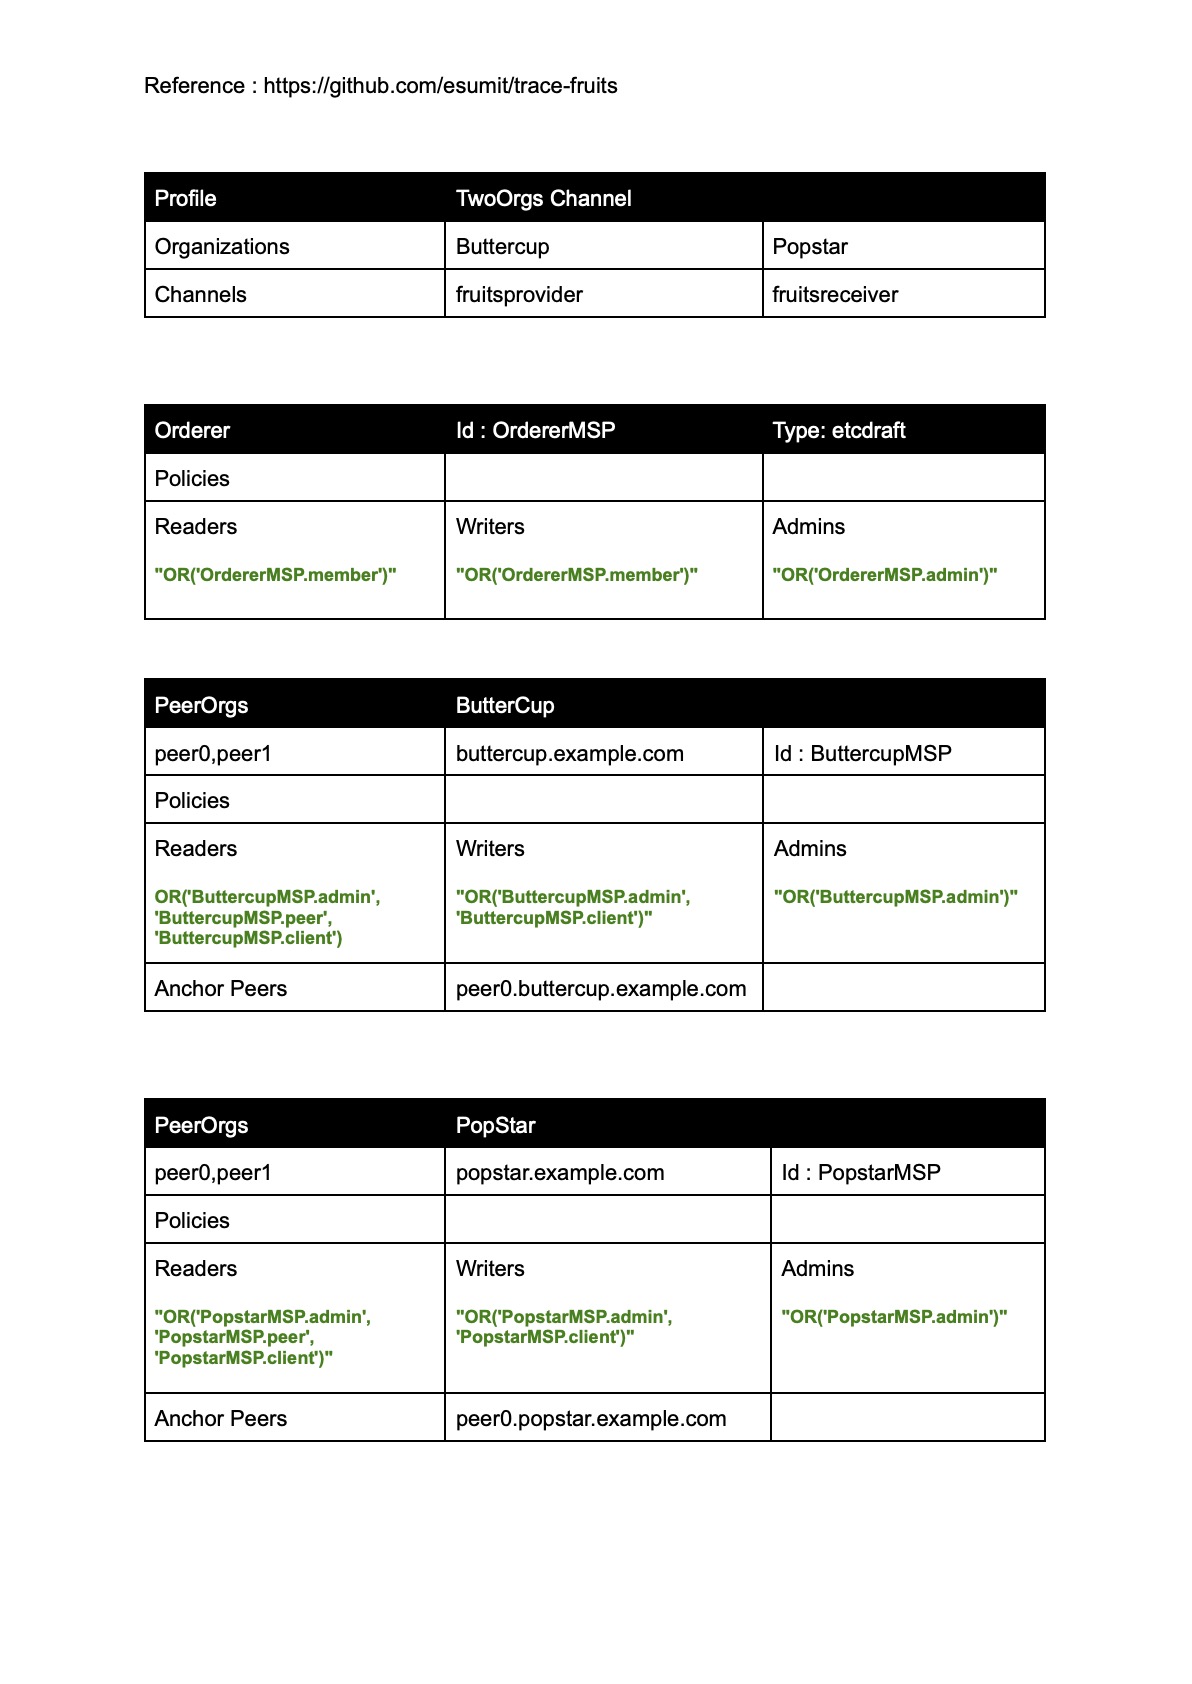 Reference : https://github.com/esumit/trace-fruits
Profile TwoOrgs Channel
Organizations Buttercup Popstar
Channels fruitsprovider fruitsreceiver
Orderer Id : OrdererMSP Type: etcdraft
Policies
Readers Writers Admins
"OR('OrdererMSP.member')" "OR('OrdererMSP.member')" "OR('OrdererMSP.admin')"
PeerOrgs ButterCup
peer0,peer1 buttercup.example.com Id : ButtercupMSP
Policies
Readers Writers Admins
OR('ButtercupMSP.admin', "OR('ButtercupMSP.admin', "OR('ButtercupMSP.admin')"
'ButtercupMSP.peer', 'ButtercupMSP.client')"
'ButtercupMSP.client')
Anchor Peers peer0.buttercup.example.com
PeerOrgs PopStar
peer0,peer1 popstar.example.com Id : PopstarMSP
Policies
Readers Writers Admins
"OR('PopstarMSP.admin', "OR('PopstarMSP.admin', "OR('PopstarMSP.admin')"
'PopstarMSP.peer', 'PopstarMSP.client')"
'PopstarMSP.client')"
Anchor Peers peer0.popstar.example.com